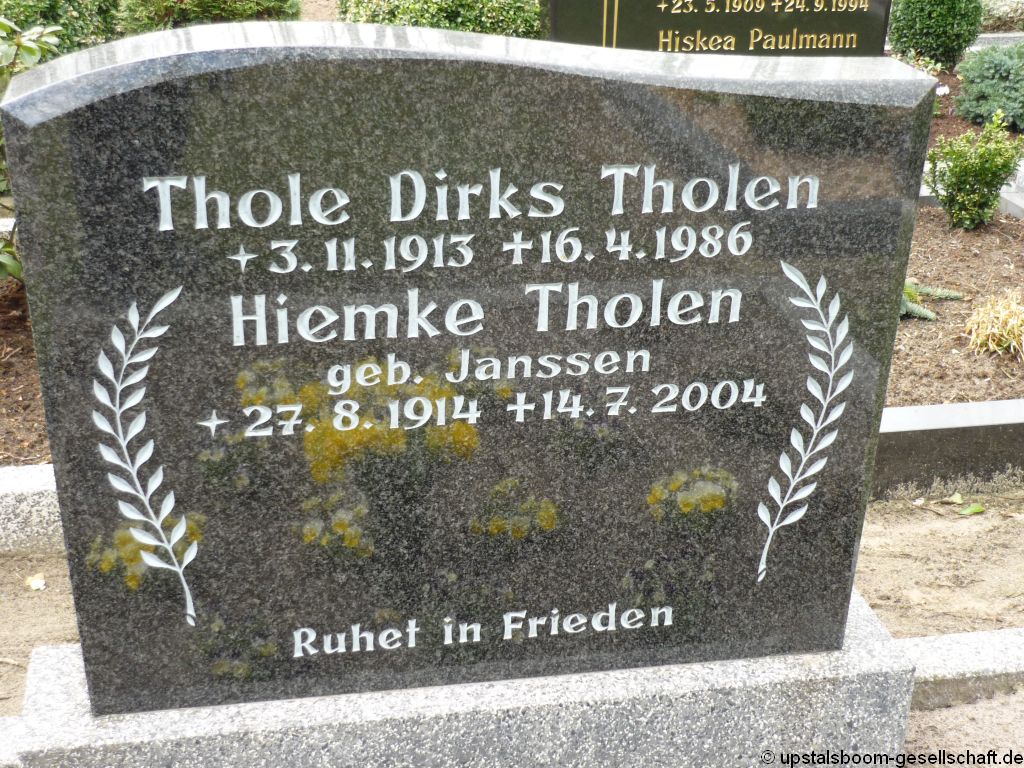 +23.5.1909 +24.9.1994
Hiskea Paulmann
Thole Dirks Tholen
+3.11.1913 +16.4.1986
Hiemke Tholen
geb. Janssen
+27.8.1914 +14.7.2004
Ruhet in Frieden
© upstalsboom-gesellschaft.de